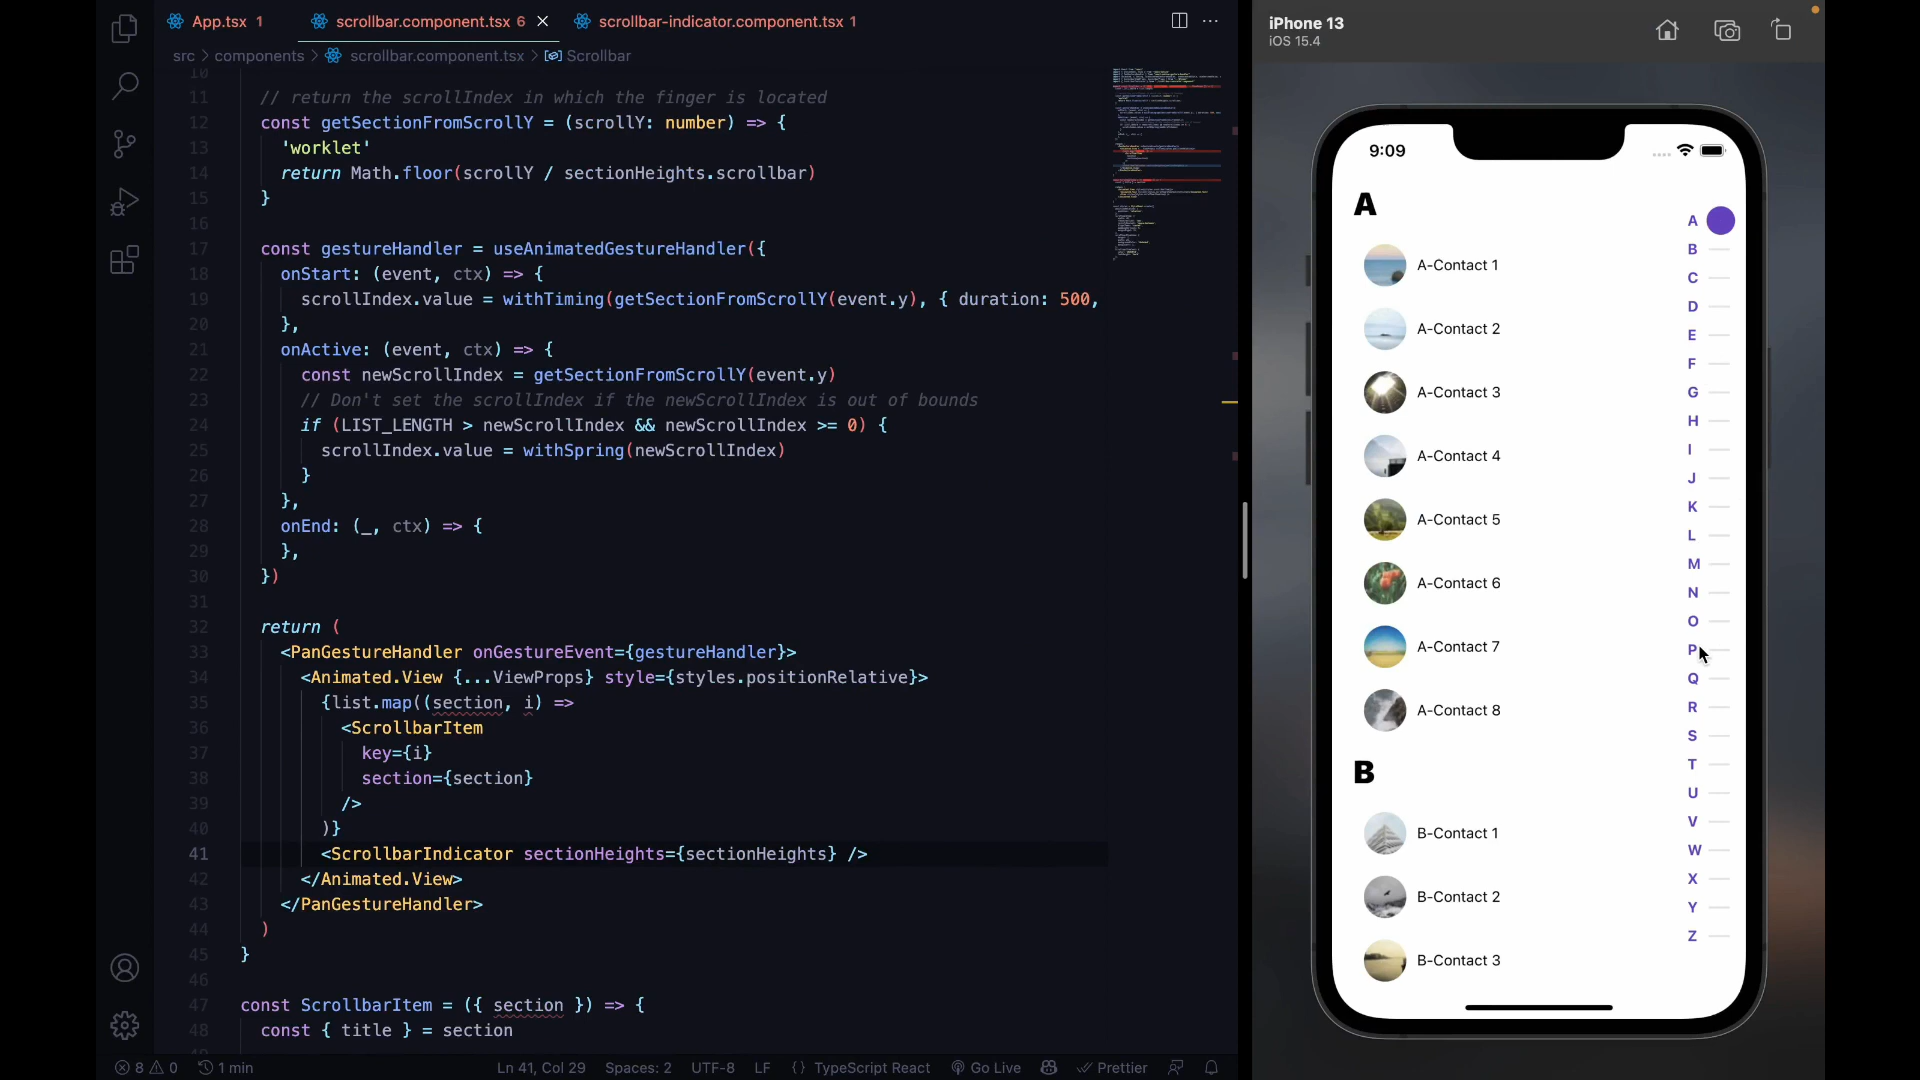 App.tsx 1
scrollbar.component.tsx 6
scrollbar-indicator.component.tsx 1
src > components > scrollbar.component.tsx > Scrollbar
10
11 // return the scrollIndex in which the finger is located
12 const getSectionFromScrollY = (scrollY: number) => {
13 'worklet'
14 return Math.floor(scrollY / sectionHeights.scrollbar)
15 }
16
17 const gestureHandler = useAnimatedGestureHandler({
18 onStart: (event, ctx) => {
19 scrollIndex.value = withTiming(getSectionFromScrollY(event.y), { duration: 500,
20 },
21 onActive: (event, ctx) => {
22 const newScrollIndex = getSectionFromScrollY(event.y)
23 // Don't set the scrollIndex if the newScrollIndex is out of bounds
24 if (LIST_LENGTH > newScrollIndex && newScrollIndex >= 0) {
25 scrollIndex.value = withSpring(newScrollIndex)
26 }
27 },
28 onEnd: (_, ctx) => {
29 },
30 })
31
32 return (
33 <PanGestureHandler onGestureEvent={gestureHandler}>
34 <Animated.View {...ViewProps} style={styles.positionRelative}>
35 {list.map((section, i) =>
36 <ScrollbarItem
37 key={i}
38 section={section}
39 />
40 )}
41 <ScrollbarIndicator sectionHeights={sectionHeights} />
42 </Animated.View>
43 </PanGestureHandler>
44 )
45 }
46
47 const ScrollbarItem = ({ section }) => {
48 const { title } = section
8 0 1 min
Ln 41, Col 29
Spaces: 2
UTF-8
LF
{} TypeScript React
Go Live
Prettier
iPhone 13
iOS 15.4
9:09
A
A-Contact 1
A-Contact 2
A-Contact 3
A-Contact 4
A-Contact 5
A-Contact 6
A-Contact 7
A-Contact 8
B
B-Contact 1
B-Contact 2
B-Contact 3
A
B
C
D
E
F
G
H
I
J
K
L
M
N
O
P
Q
R
S
T
U
V
W
X
Y
Z